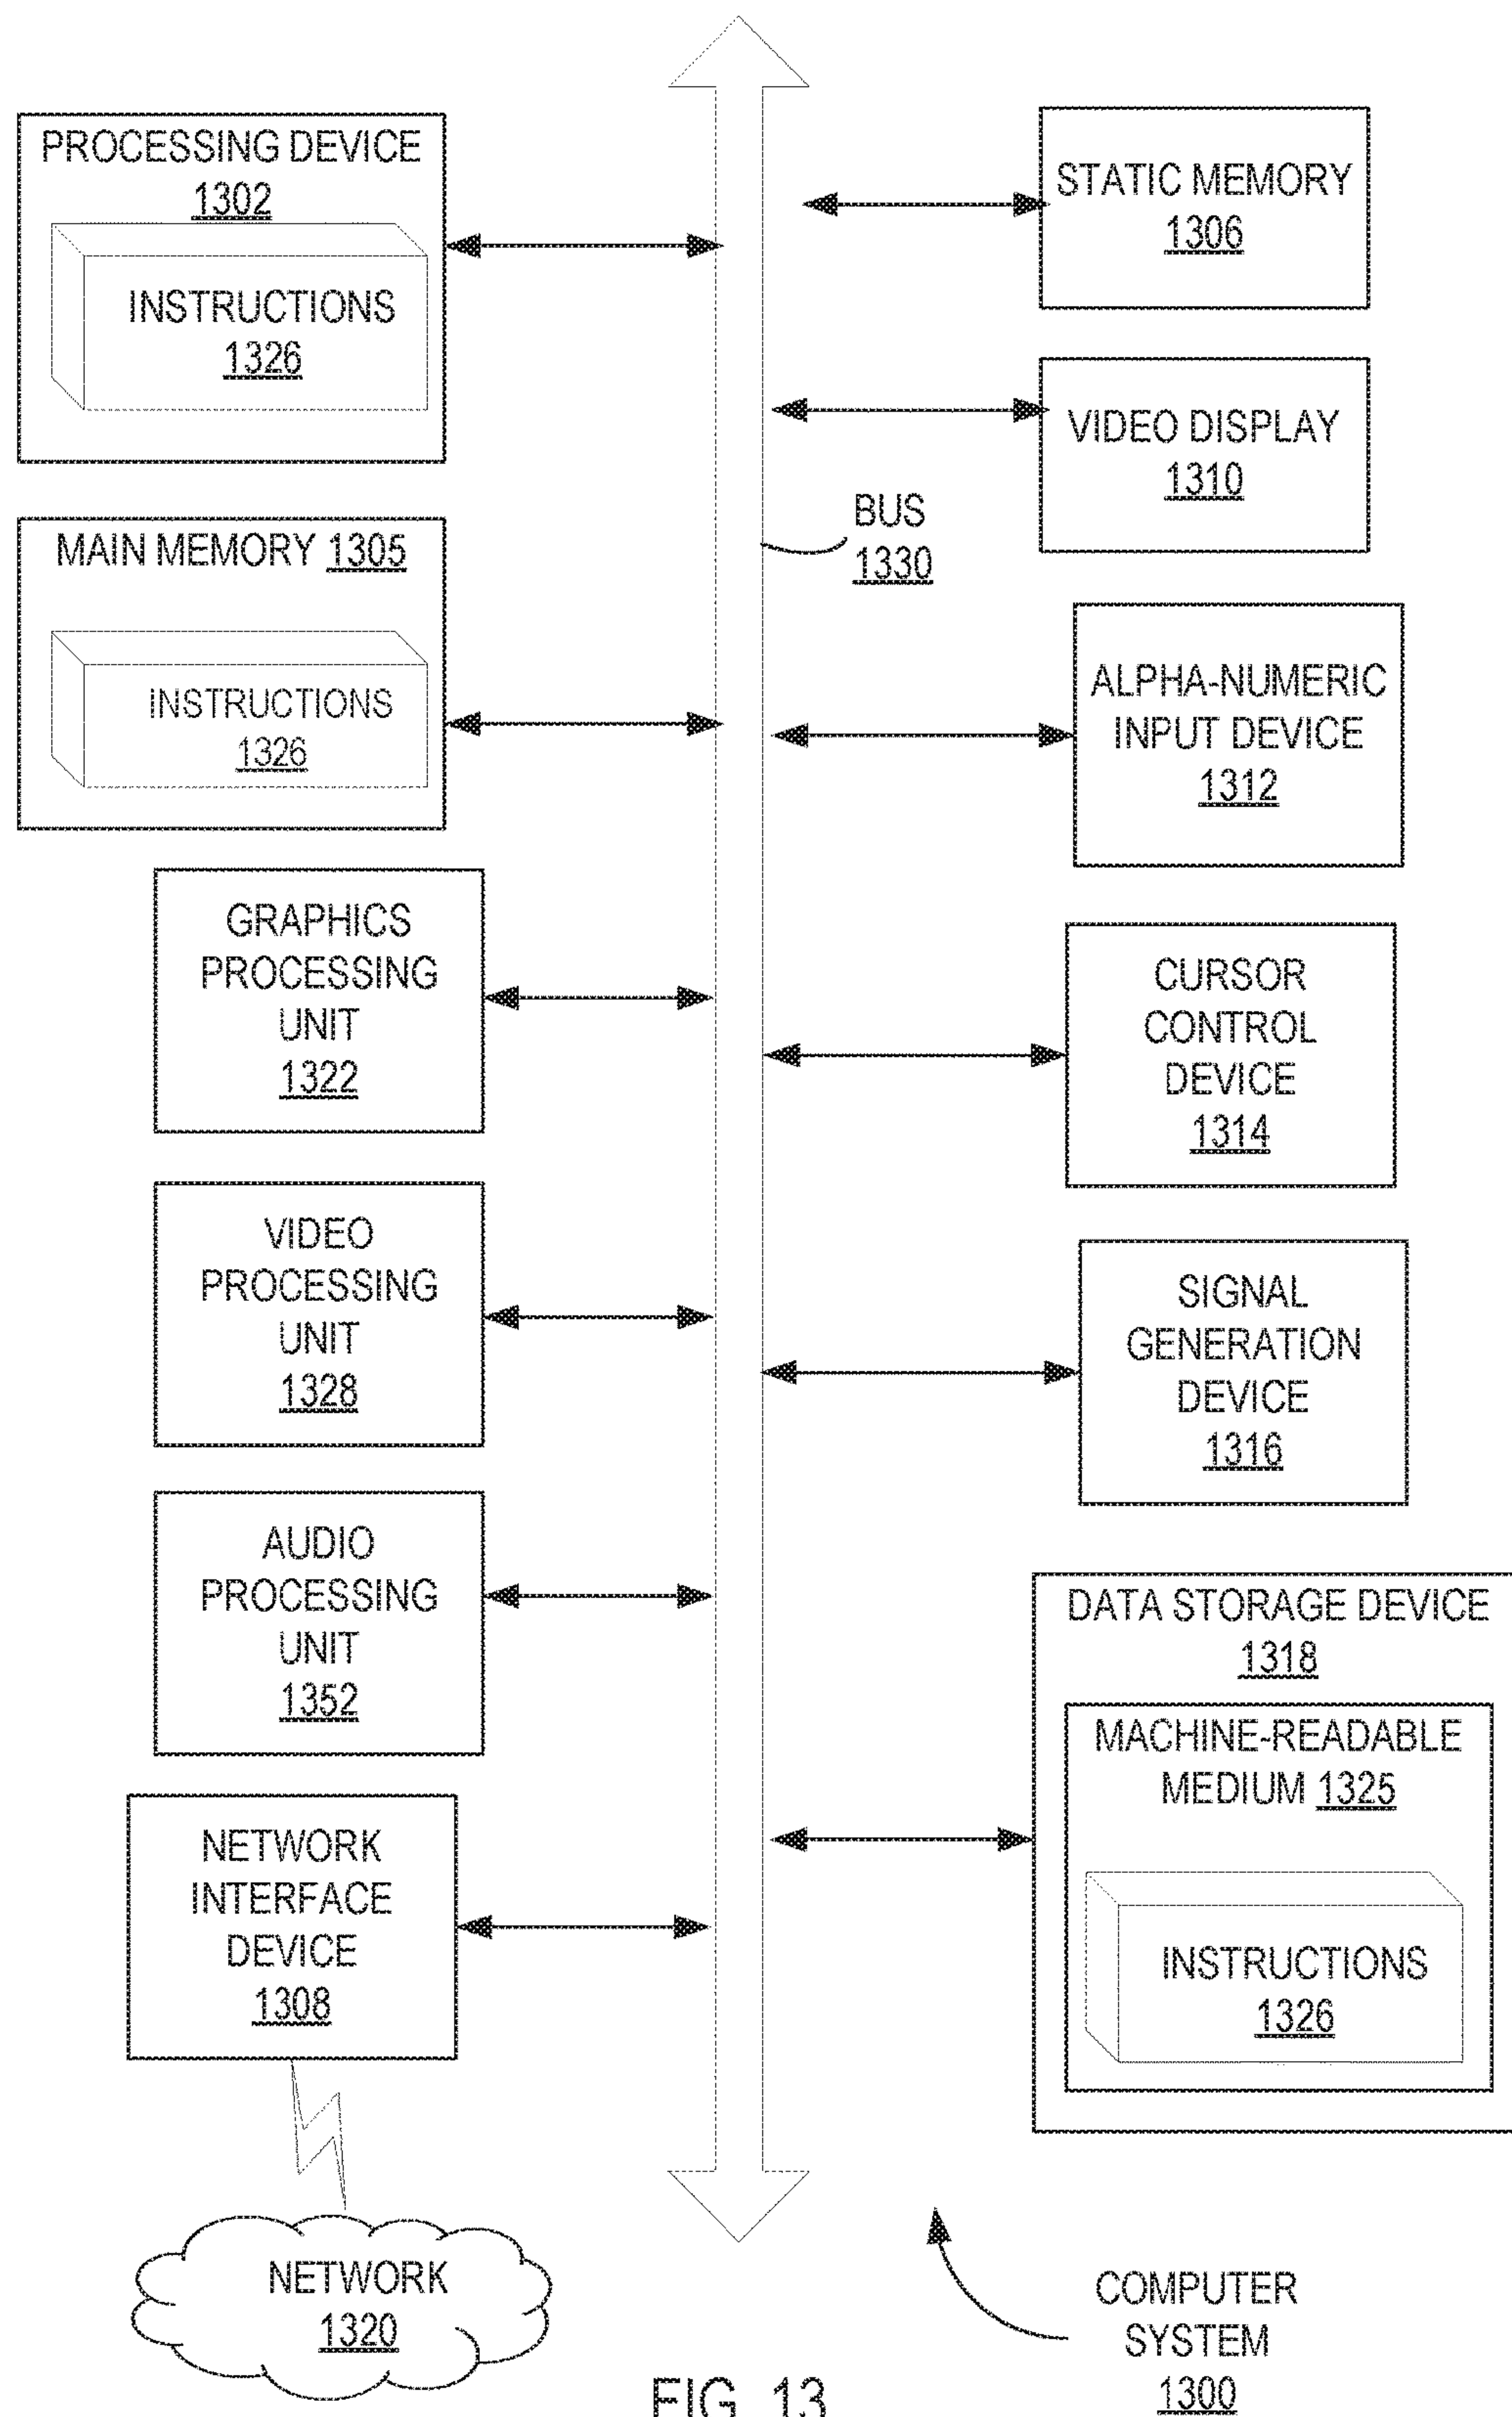 PROCESSING DEVICE
1302
INSTRUCTIONS
1326
MAIN MEMORY 1305
INSTRUCTIONS
1326
GRAPHICS
PROCESSING
UNIT
1322
VIDEO
PROCESSING
UNIT
1328
AUDIO
PROCESSING
UNIT
1352
NETWORK
INTERFACE
DEVICE
1308
NETWORK
1320
BUS
1330
STATIC MEMORY
1306
VIDEO DISPLAY
1310
ALPHA-NUMERIC
INPUT DEVICE
1312
CURSOR
CONTROL
DEVICE
1314
SIGNAL
GENERATION
DEVICE
1316
DATA STORAGE DEVICE
1318
MACHINE-READABLE
MEDIUM 1325
INSTRUCTIONS
1326
COMPUTER
SYSTEM
1300
FIG. 13